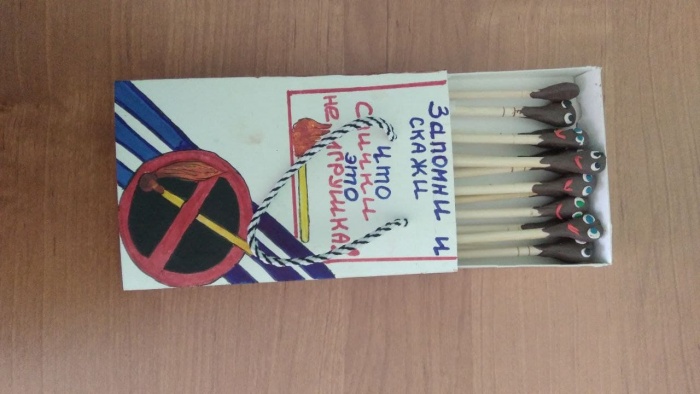 Запомни и
скажи
что
Спички
это
не игрушка!